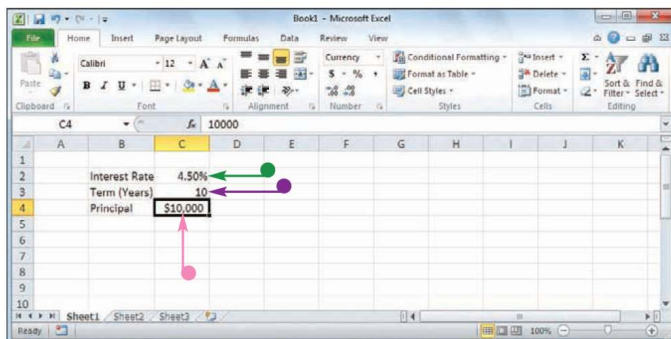 Book1 - Microsoft Excel
File Home Insert Page Layout Formulas Data Review View
Calibri 12 A A Currency Conditional Formatting Insert Σ
Paste B I U A $ % , Format as Table Delete Sort & Find &
Cell Styles Format Filter Select
Clipboard Font Alignment Number Styles Cells Editing
C4 fx 10000
A B C D E F G H I J K
1
2 Interest Rate 4.50%
3 Term (Years) 10
4 Principal $10,000
5
6
7
8
9
10
Sheet1 Sheet2 Sheet3
Ready 100%